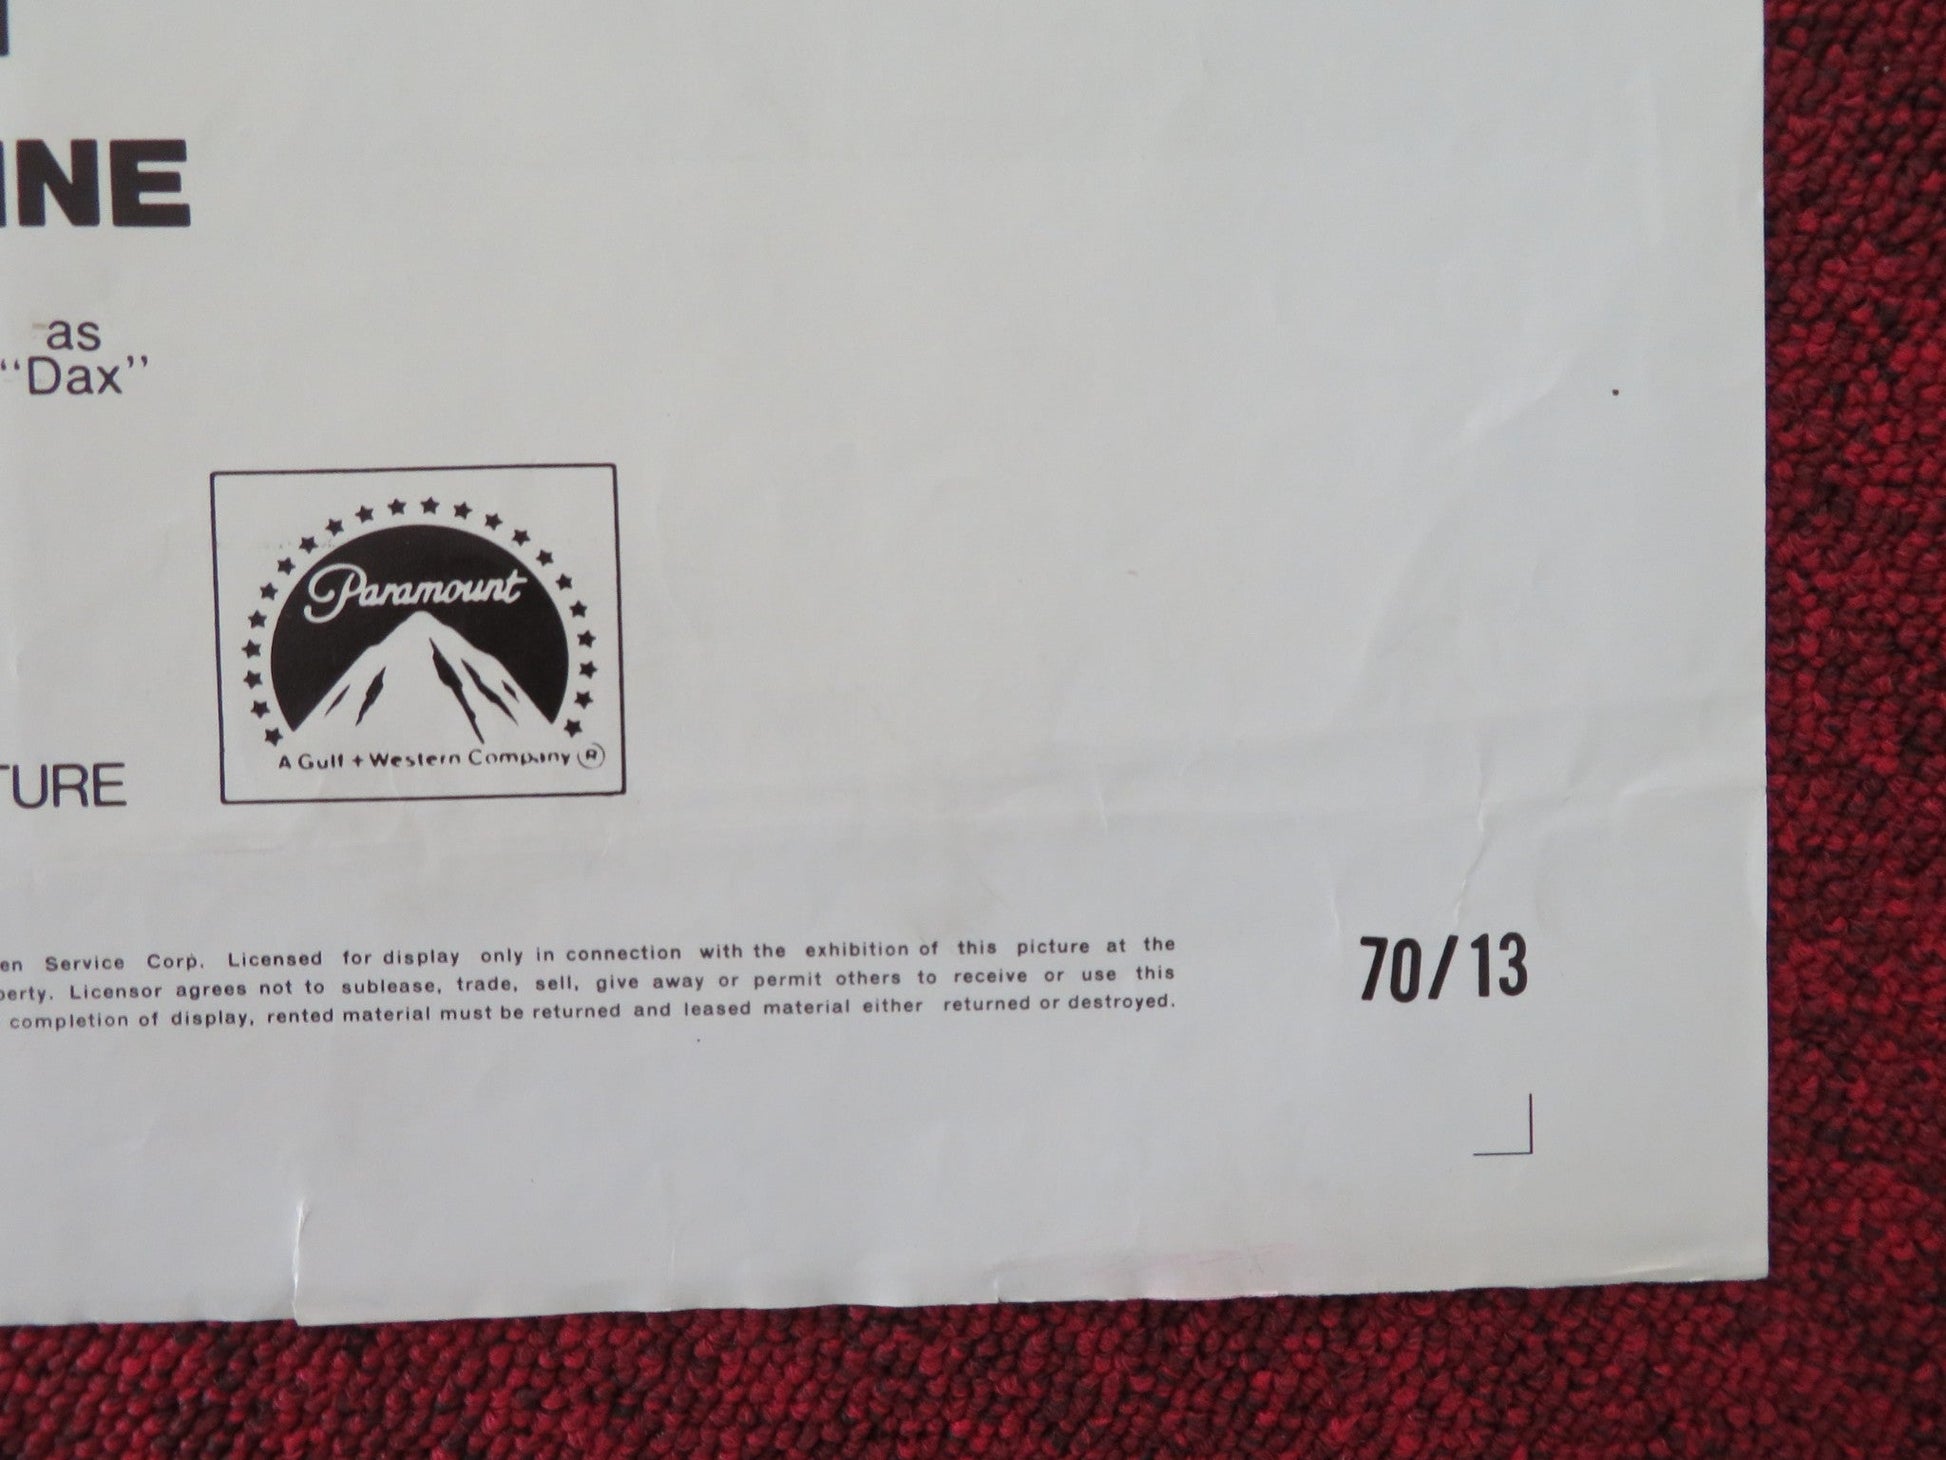 INE
as
“Dax”
Paramount
A Gulf + Western Company ®
TURE
en Service Corp. Licensed for display only in connection with the exhibition of this picture at the
perty. Licensor agrees not to sublease, trade, sell, give away or permit others to receive or use this
completion of display, rented material must be returned and leased material either returned or destroyed.
70/13